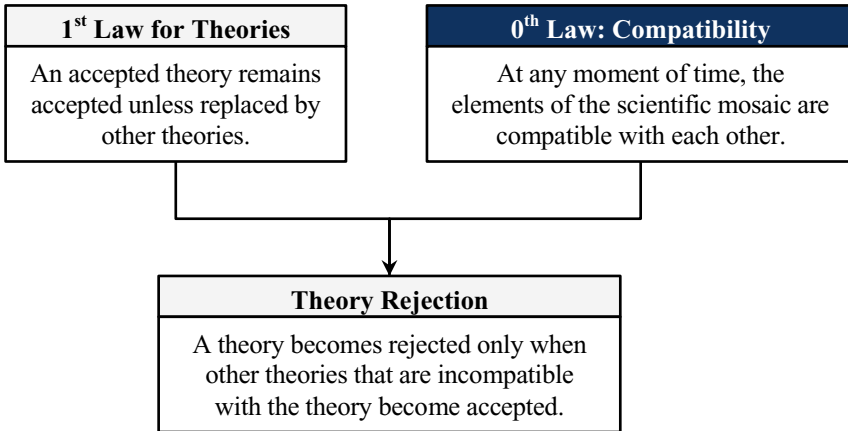 1st Law for Theories
An accepted theory remains
accepted unless replaced by
other theories.
0th Law: Compatibility
At any moment of time, the
elements of the scientific mosaic are
compatible with each other.
Theory Rejection
A theory becomes rejected only when
other theories that are incompatible
with the theory become accepted.